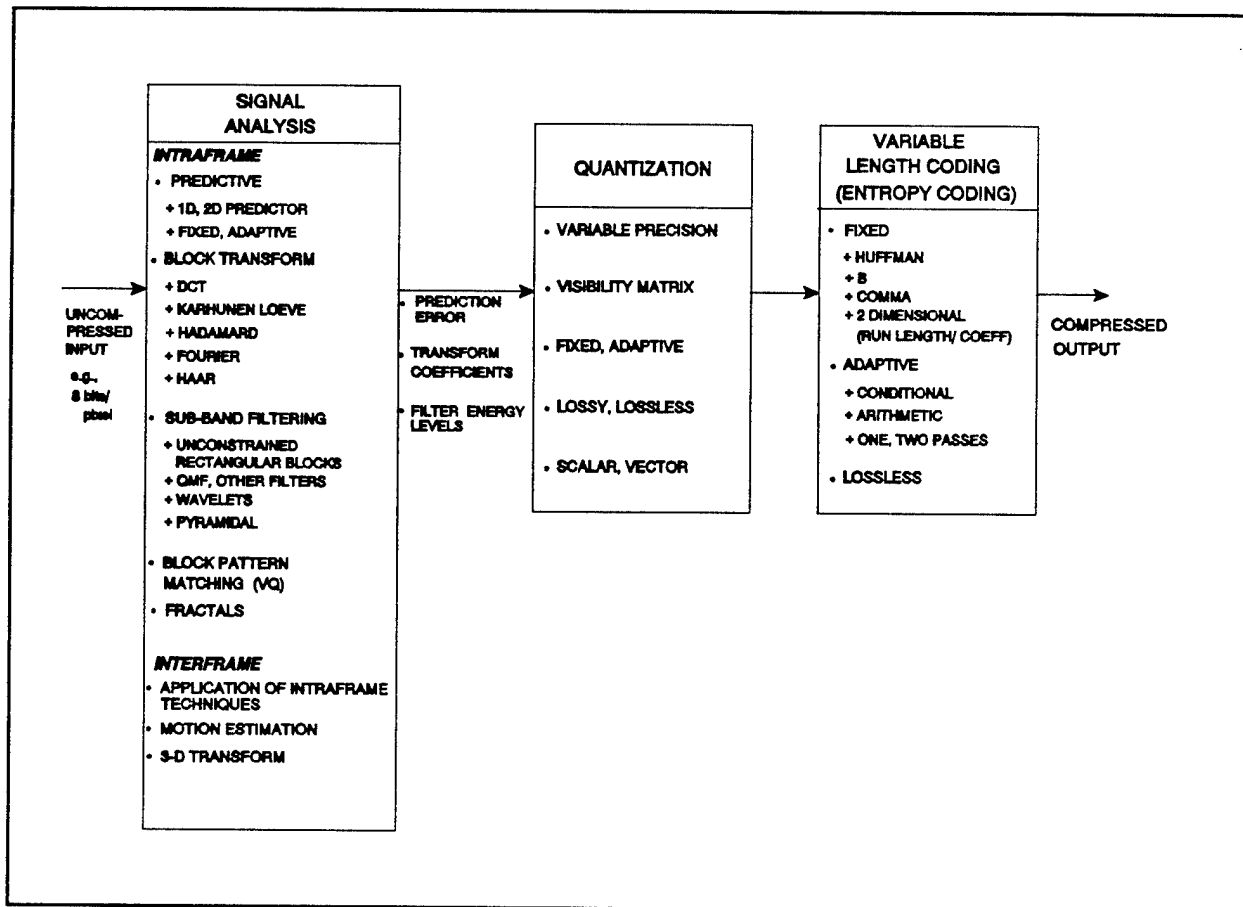 SIGNAL
ANALYSIS
INTRAFRAME
• PREDICTIVE
+ 1D, 2D PREDICTOR
+ FIXED, ADAPTIVE
• BLOCK TRANSFORM
+ DCT
+ KARHUNEN LOEVE
+ HADAMARD
+ FOURIER
+ HAAR
• SUB-BAND FILTERING
+ UNCONSTRAINED
RECTANGULAR BLOCKS
+ QMF, OTHER FILTERS
+ WAVELETS
+ PYRAMIDAL
• BLOCK PATTERN
MATCHING (VQ)
• FRACTALS
INTERFRAME
• APPLICATION OF INTRAFRAME
TECHNIQUES
• MOTION ESTIMATION
• 3-D TRANSFORM
UNCOM-
PRESSED
INPUT
e.g.,
8 bits/
pixel
• PREDICTION
ERROR
• TRANSFORM
COEFFICIENTS
• FILTER ENERGY
LEVELS
QUANTIZATION
• VARIABLE PRECISION
• VISIBILITY MATRIX
• FIXED, ADAPTIVE
• LOSSY, LOSSLESS
• SCALAR, VECTOR
VARIABLE
LENGTH CODING
(ENTROPY CODING)
• FIXED
+ HUFFMAN
+ B
+ COMMA
+ 2 DIMENSIONAL
(RUN LENGTH/ COEFF)
• ADAPTIVE
+ CONDITIONAL
+ ARITHMETIC
+ ONE, TWO PASSES
• LOSSLESS
COMPRESSED
OUTPUT